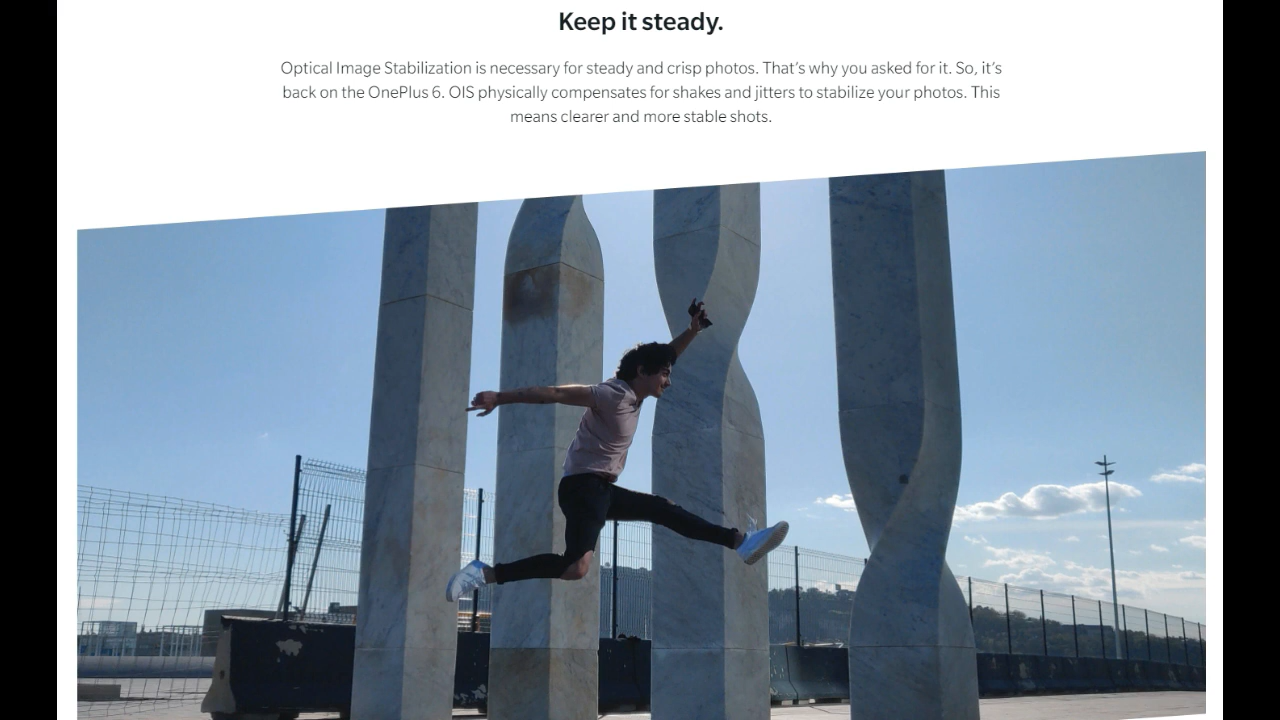 Keep it steady.
Optical Image Stabilization is necessary for steady and crisp photos. That’s why you asked for it. So, it’s
back on the OnePlus 6. OIS physically compensates for shakes and jitters to stabilize your photos. This
means clearer and more stable shots.